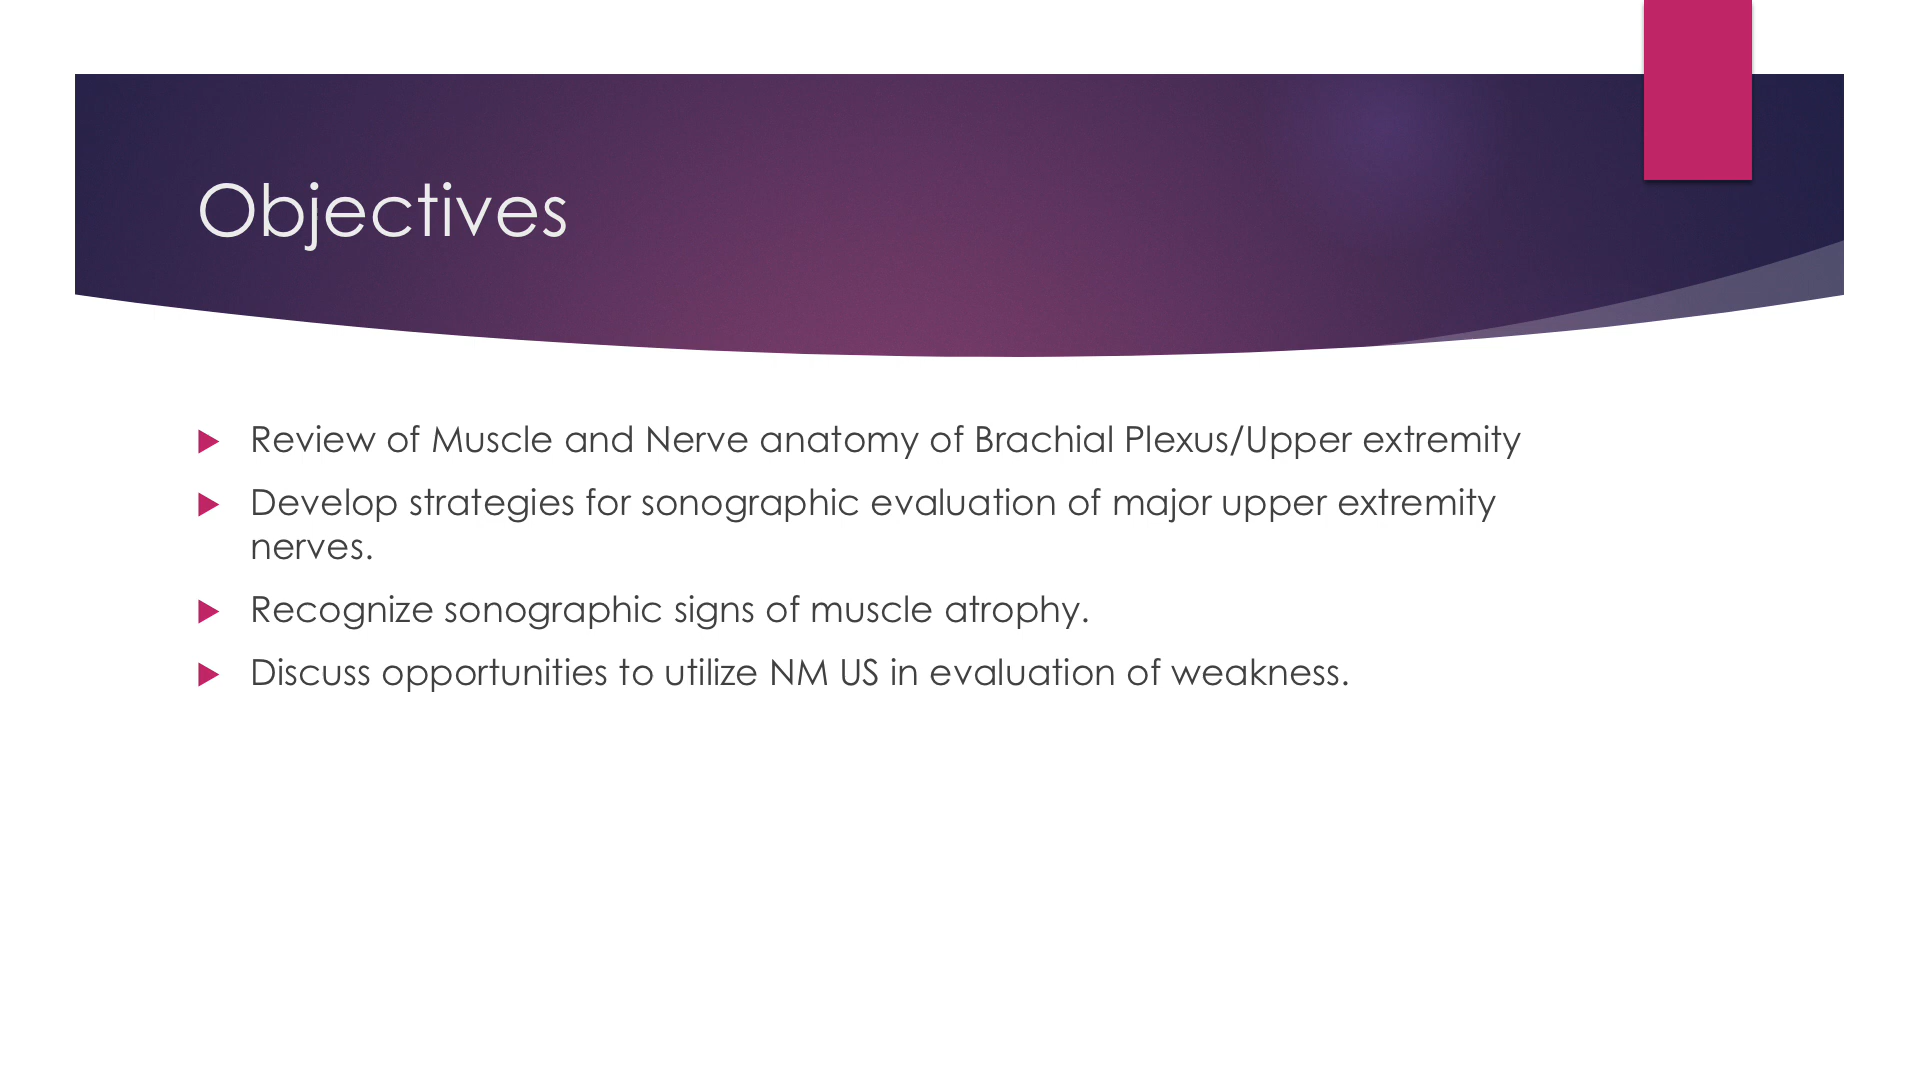 Objectives
Review of Muscle and Nerve anatomy of Brachial Plexus/Upper extremity
Develop strategies for sonographic evaluation of major upper extremity
nerves.
Recognize sonographic signs of muscle atrophy.
Discuss opportunities to utilize NM US in evaluation of weakness.